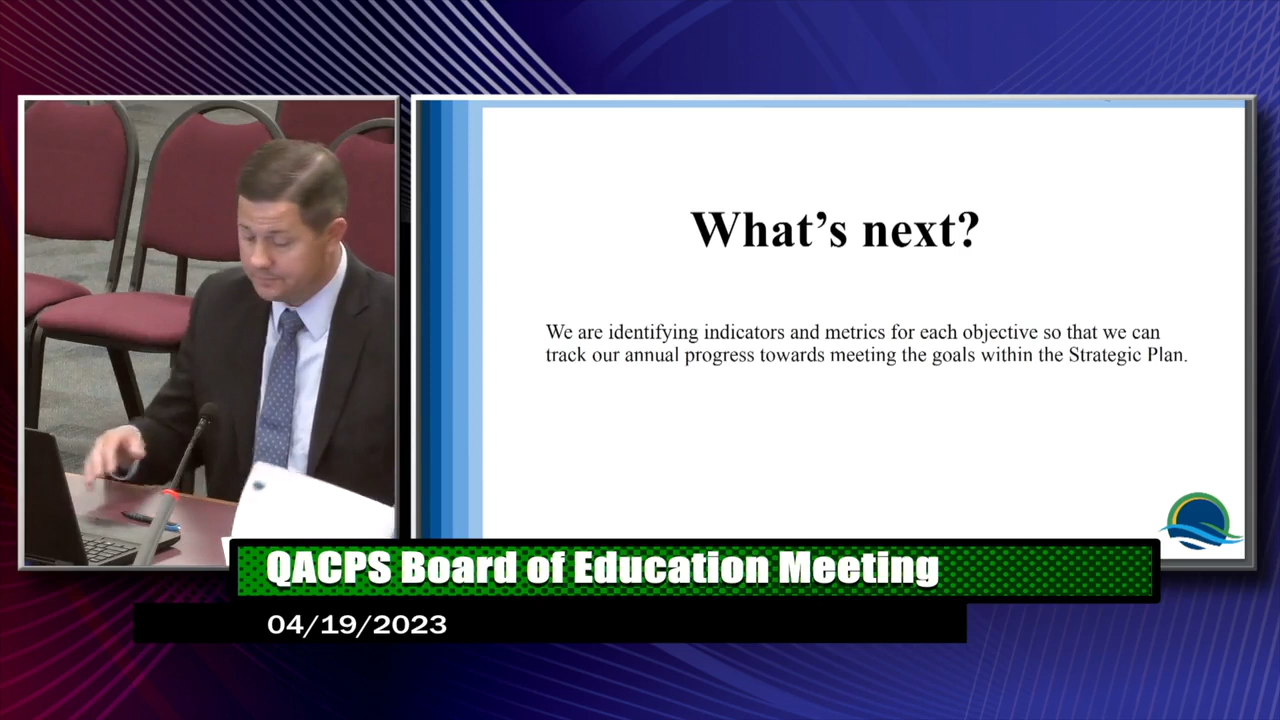 What’s next?
We are identifying indicators and metrics for each objective so that we can
track our annual progress towards meeting the goals within the Strategic Plan.
QACPS Board of Education Meeting
04/19/2023